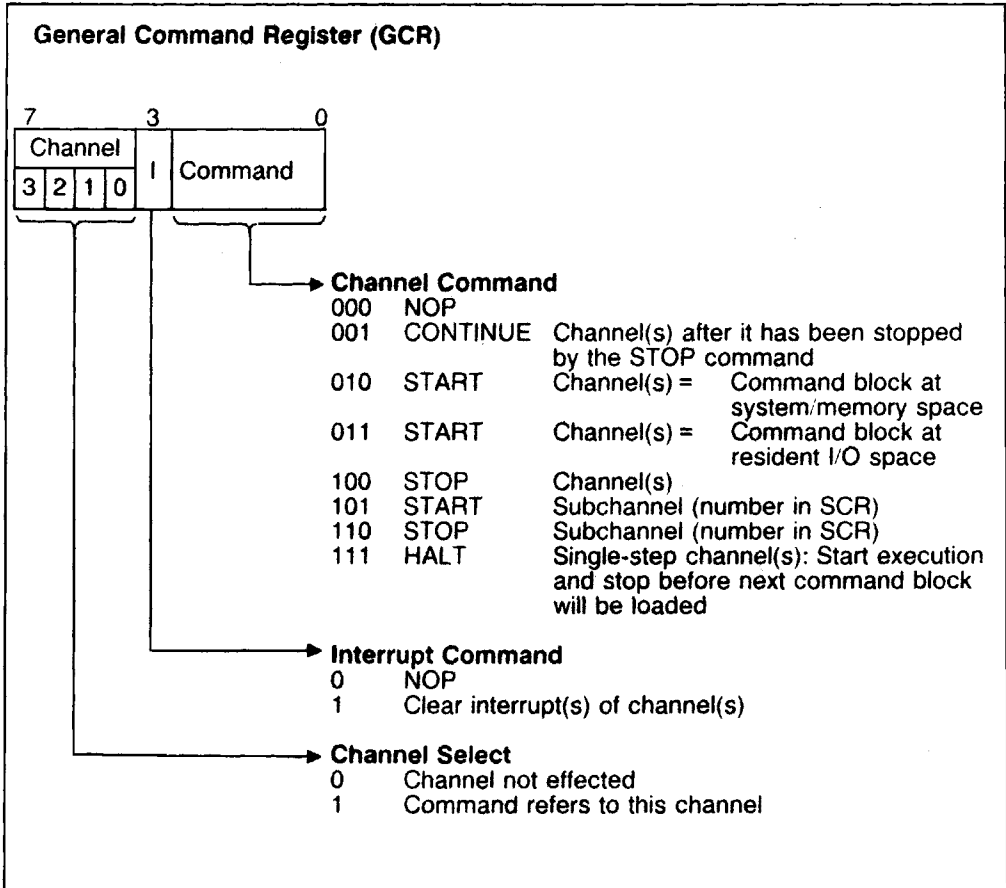 General Command Register (GCR)
7 3 0
Channel
I Command
3 2 1 0
Channel Command
000 NOP
001 CONTINUE Channel(s) after it has been stopped
by the STOP command
010 START Channel(s) = Command block at
system/memory space
011 START Channel(s) = Command block at
resident I/O space
100 STOP Channel(s)
101 START Subchannel (number in SCR)
110 STOP Subchannel (number in SCR)
111 HALT Single-step channel(s): Start execution
and stop before next command block
will be loaded
Interrupt Command
0 NOP
1 Clear interrupt(s) of channel(s)
Channel Select
0 Channel not effected
1 Command refers to this channel